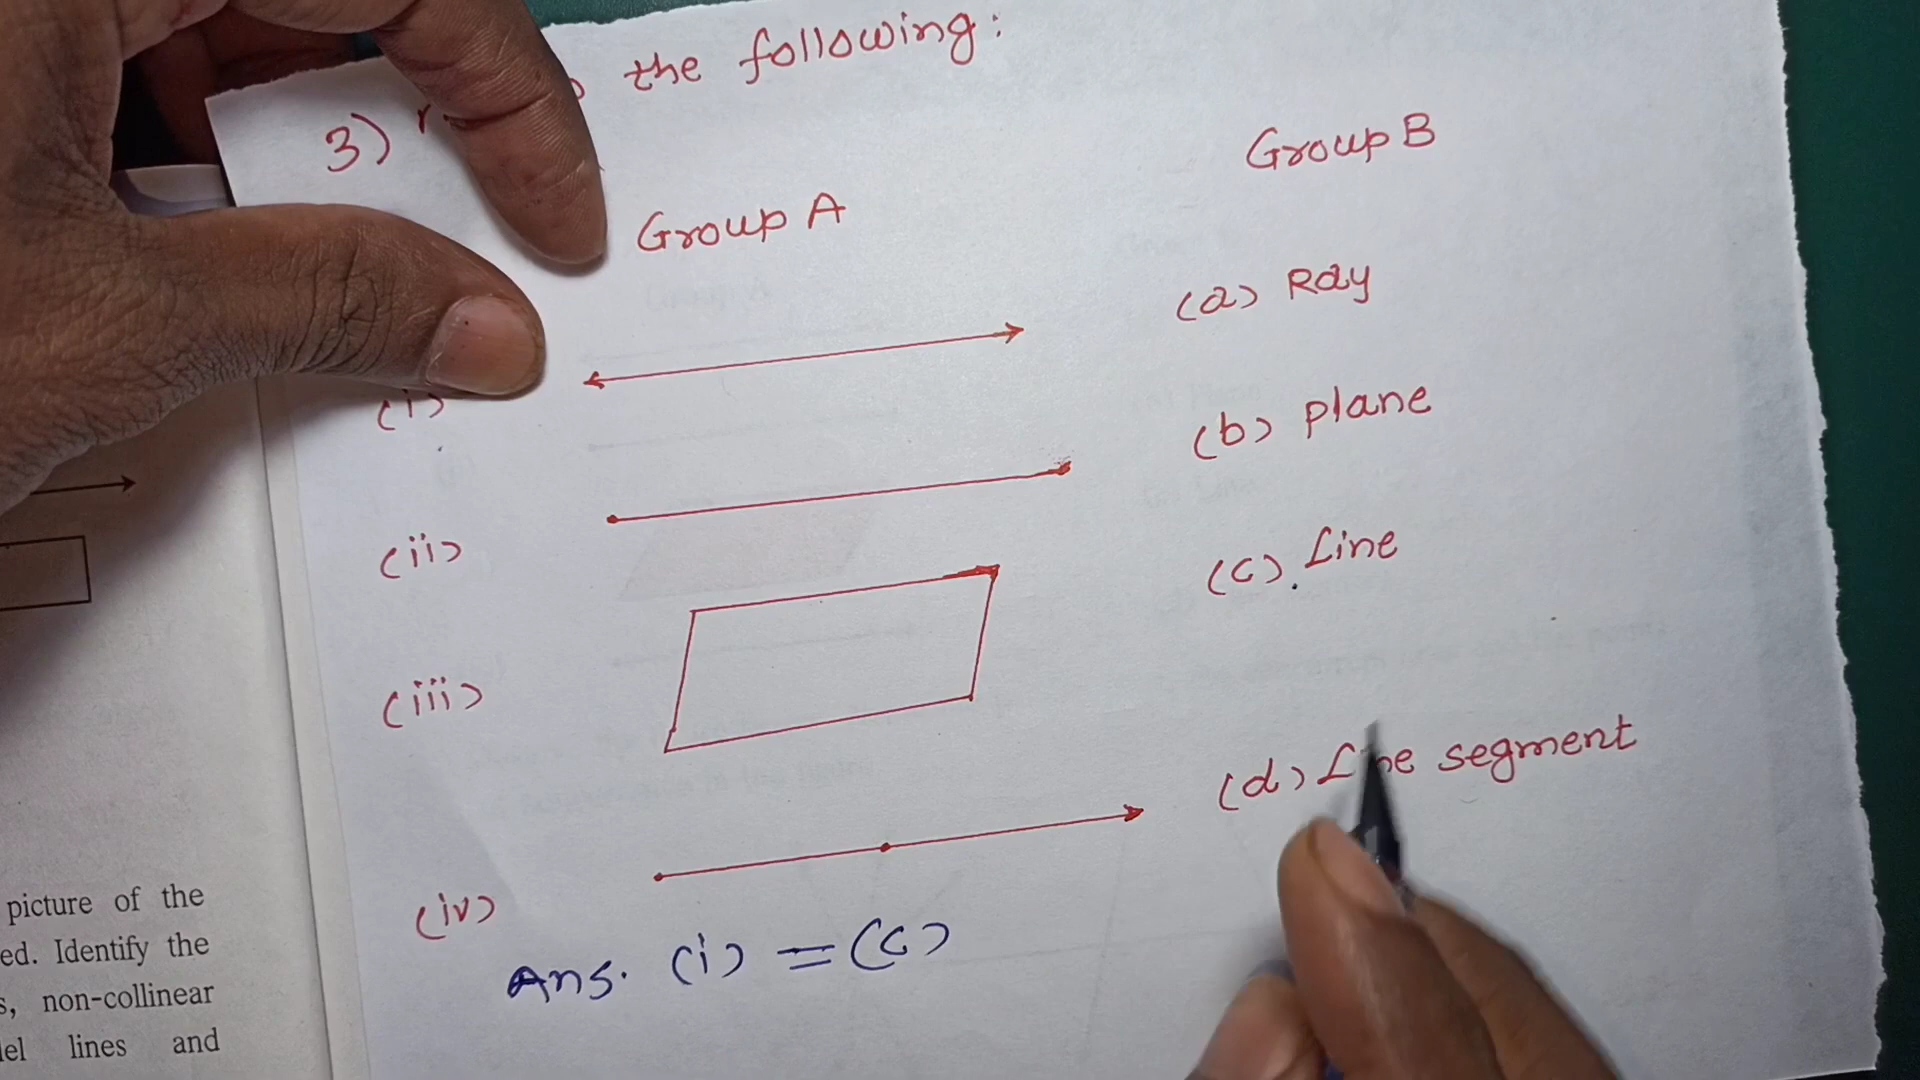 the following:
3)
Group A
Group B
(i)
(a) Ray
(ii)
(b) plane
(iii)
(c). Line
(iv)
(d) Line segment
Ans. (i) = (c)
picture of the
ed. Identify the
s, non-collinear
lel lines and